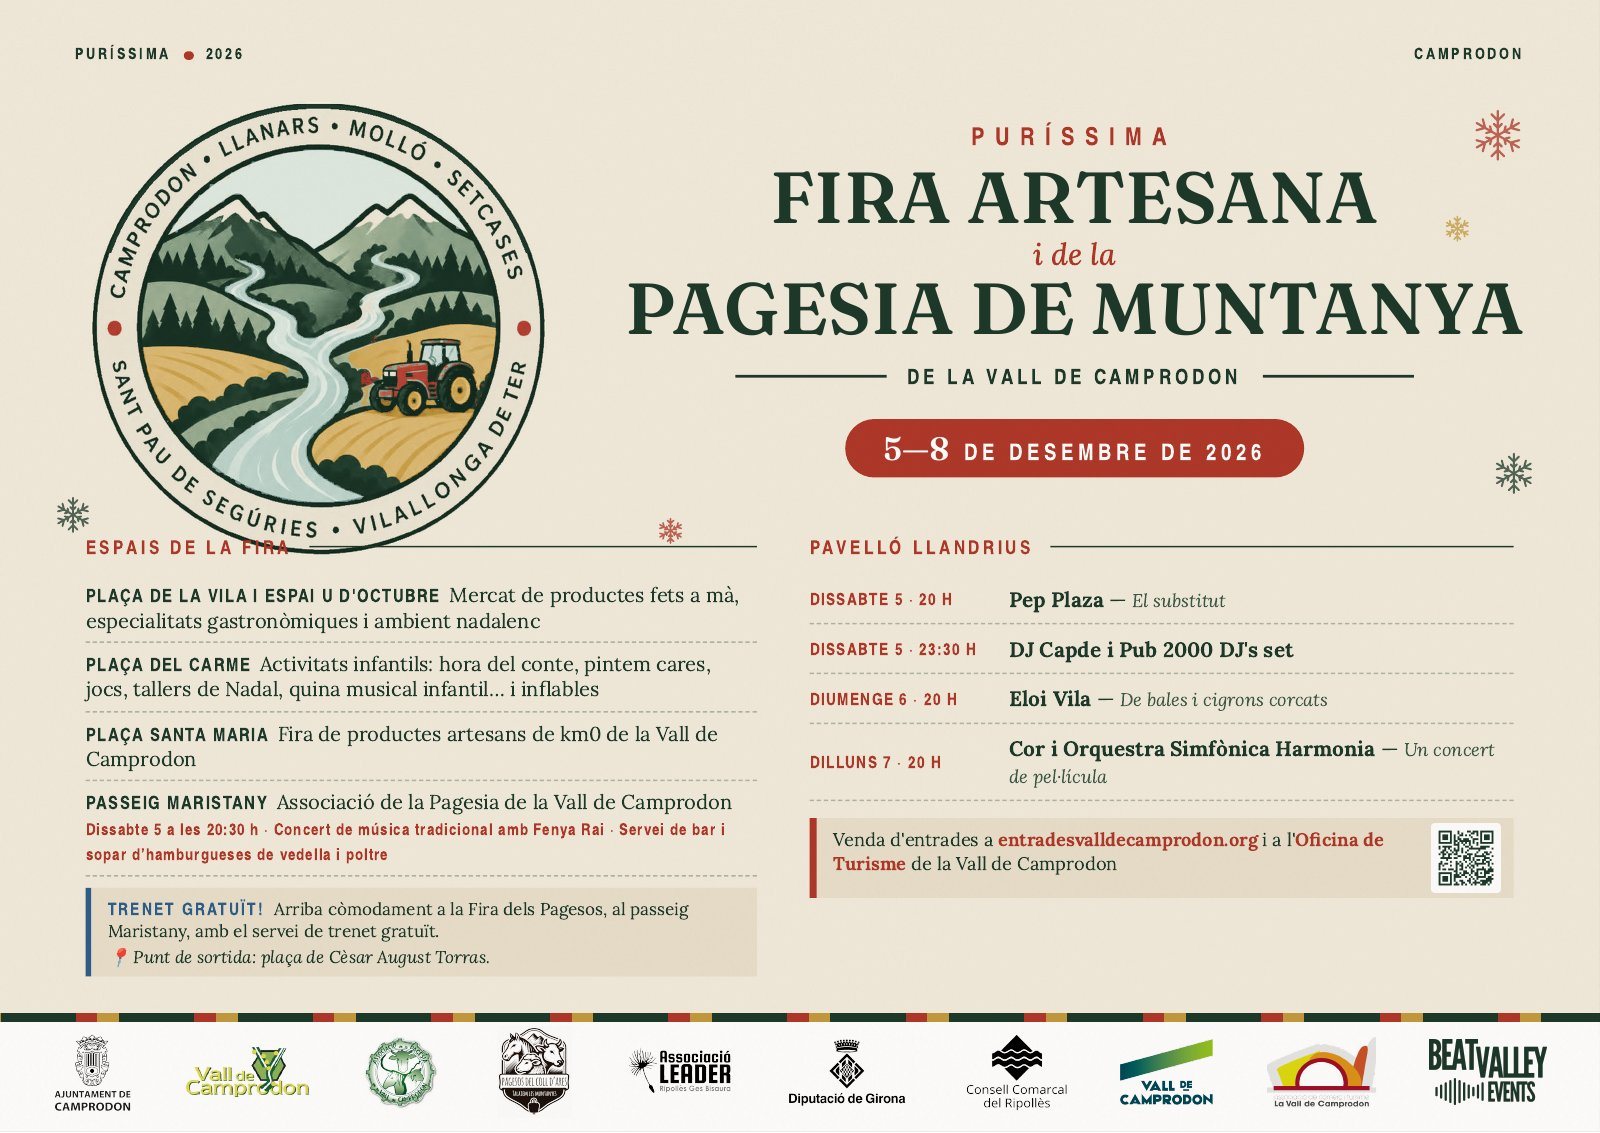 PURÍSSIMA • 2026
CAMPRODON
CAMPRODON • LLANARS • MOLLÓ • SETCASES
SANT PAU DE SEGÚRIES • VILALLONGA DE TER
PURÍSSIMA
FIRA ARTESANA
i de la
PAGESIA DE MUNTANYA
DE LA VALL DE CAMPRODON
5—8 DE DESEMBRE DE 2026
ESPAIS DE LA FIRA
PLAÇA DE LA VILA I ESPAI U D'OCTUBRE Mercat de productes fets a mà,
especialitats gastronòmiques i ambient nadalenc
PLAÇA DEL CARME Activitats infantils: hora del conte, pintem cares,
jocs, tallers de Nadal, quina musical infantil... i inflables
PLAÇA SANTA MARIA Fira de productes artesans de km0 de la Vall de
Camprodon
PASSEIG MARISTANY Associació de la Pagesia de la Vall de Camprodon
Dissabte 5 a les 20:30 h · Concert de música tradicional amb Fenya Rai · Servei de bar i
sopar d’hamburgueses de vedella i poltre
TRENET GRATUÏT! Arriba còmodament a la Fira dels Pagesos, al passeig
Maristany, amb el servei de trenet gratuït.
Punt de sortida: plaça de Cèsar August Torras.
PAVELLÓ LLANDRIUS
DISSABTE 5 · 20 H Pep Plaza — El substitut
DISSABTE 5 · 23:30 H DJ Capde i Pub 2000 DJ's set
DIUMENGE 6 · 20 H Eloi Vila — De bales i cigrons corcats
DILLUNS 7 · 20 H Cor i Orquestra Simfònica Harmonia — Un concert
de pel·lícula
Venda d'entrades a entradesvalldecamprodon.org i a l'Oficina de
Turisme de la Vall de Camprodon
AJUNTAMENT DE
CAMPRODON
Vall de
Camprodon
PAGESOS DEL COLL D'ARES
Associació
LEADER
Ripollès Ges Bisaura
Diputació de Girona
Consell Comarcal
del Ripollès
VALL DE
CAMPRODON
La Vall de Camprodon
BEAT VALLEY
EVENTS